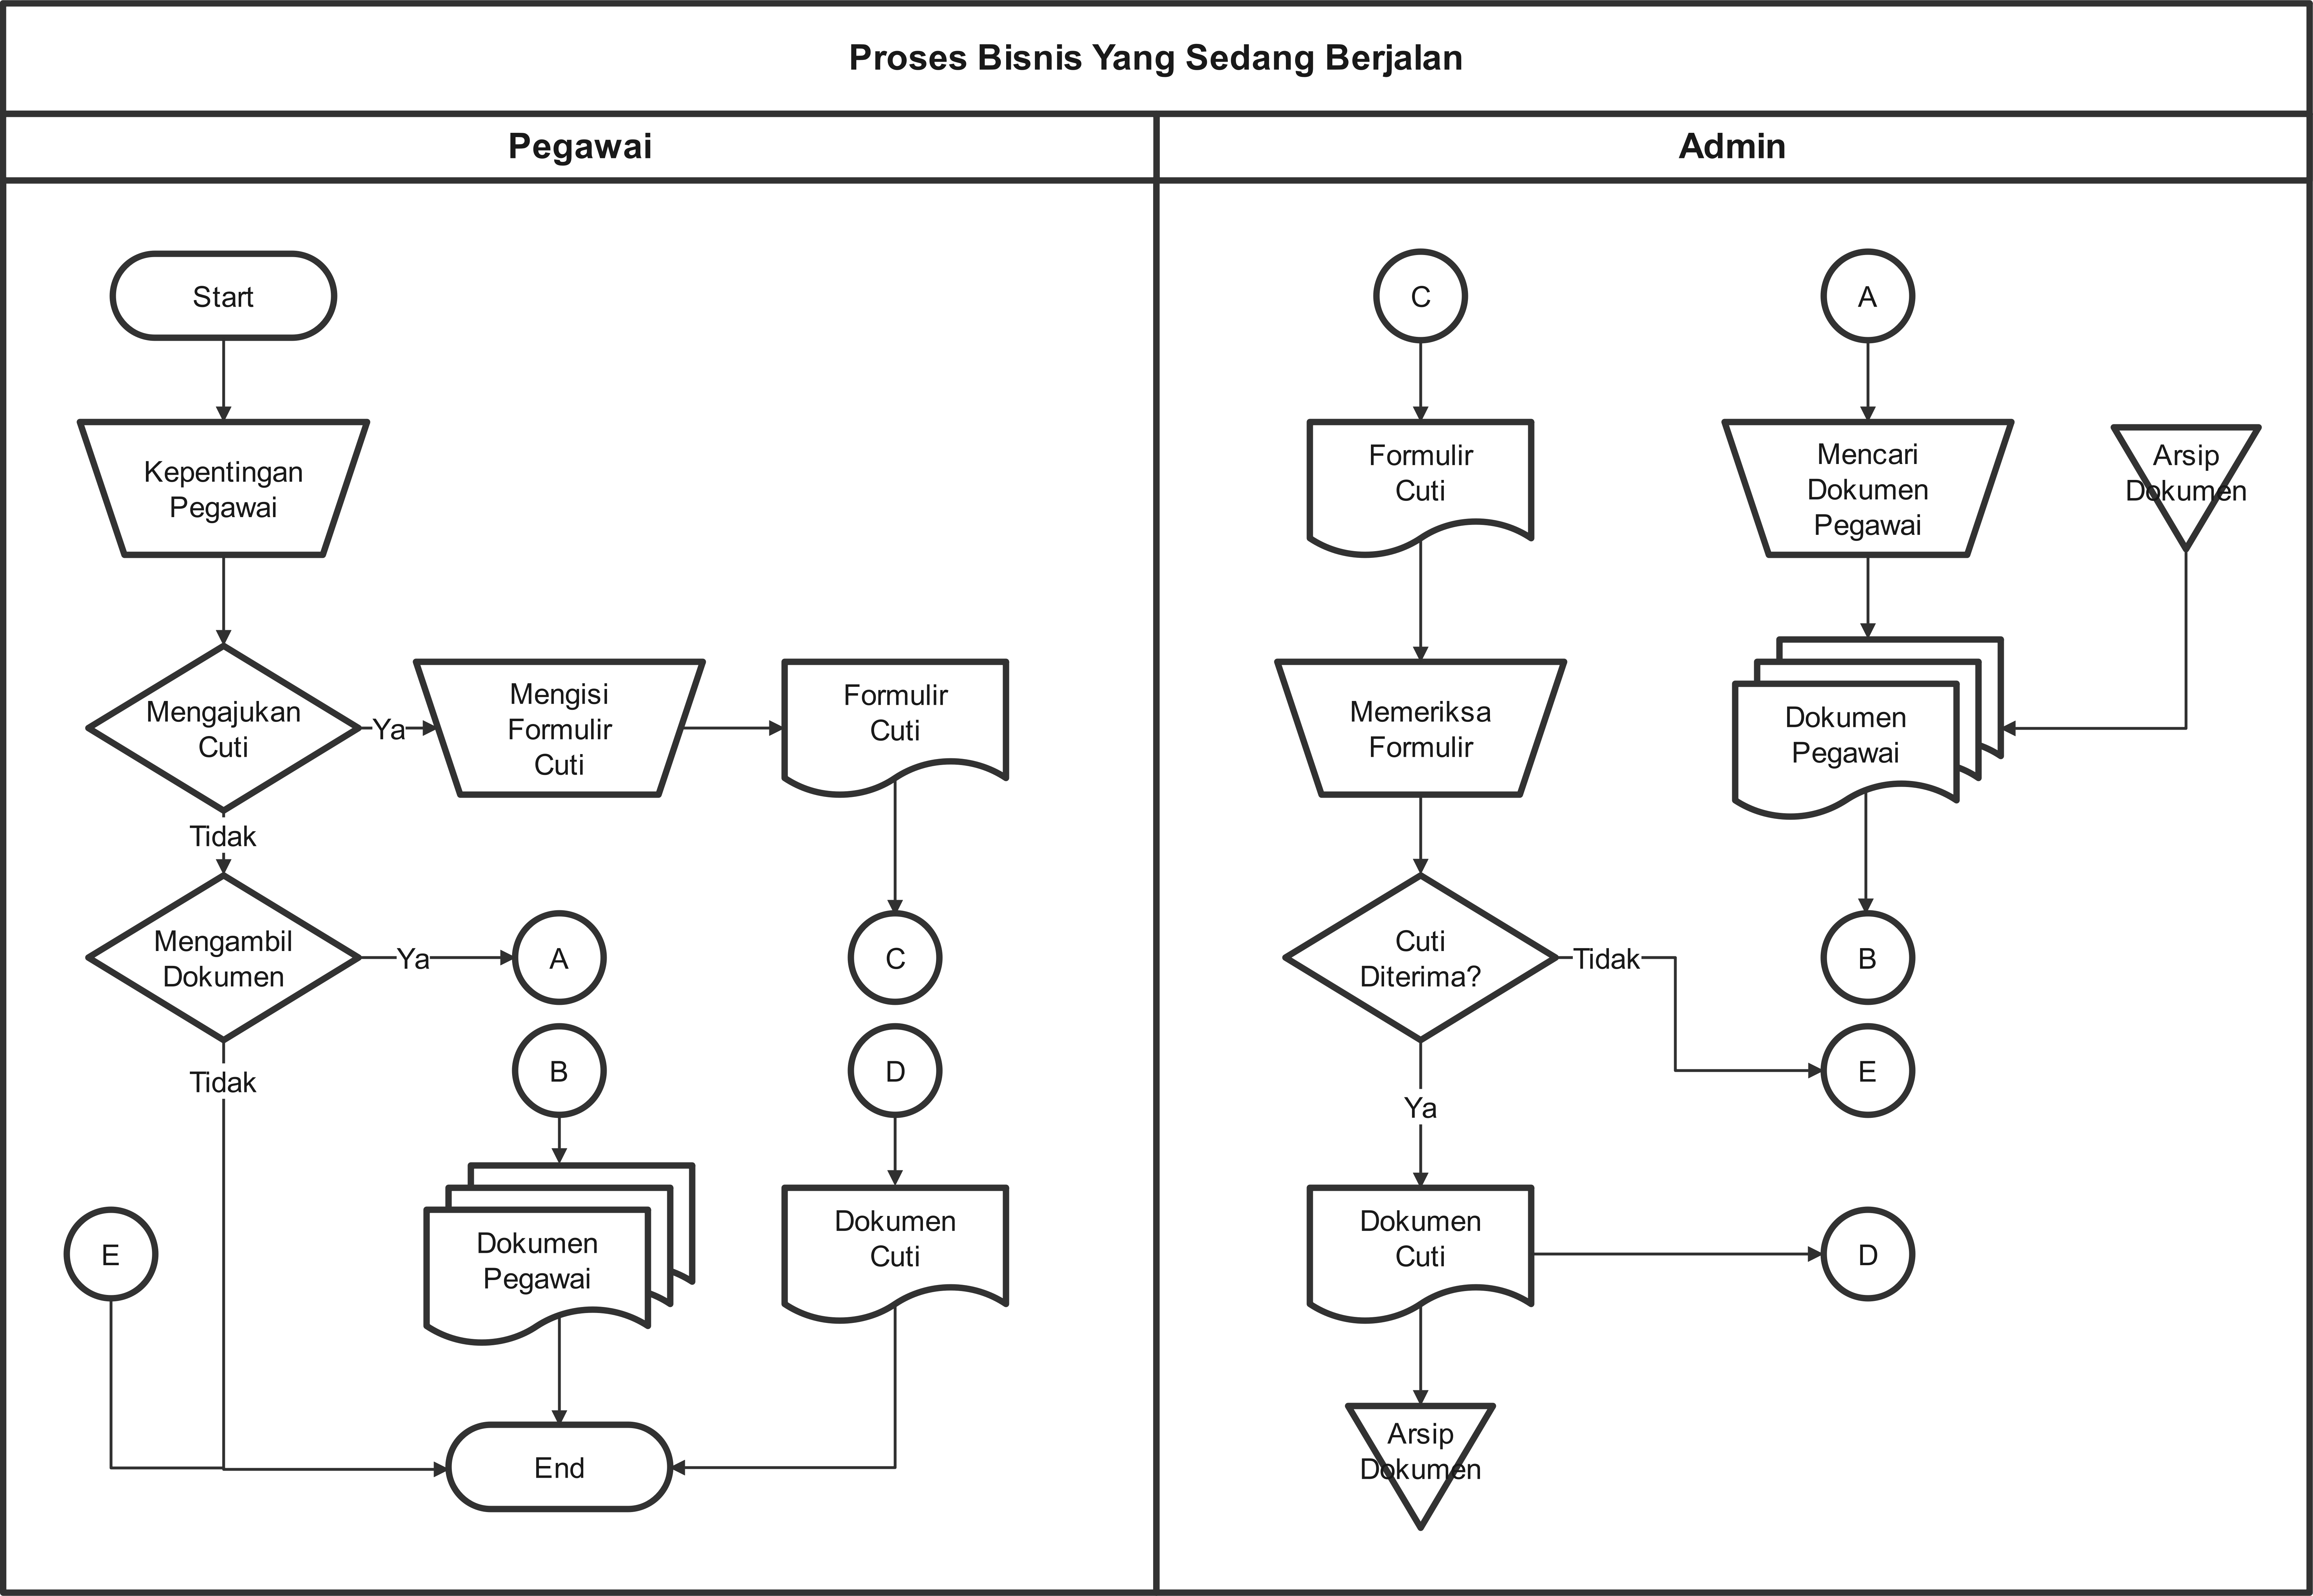 Proses Bisnis Yang Sedang Berjalan
Pegawai
Admin
Start
Kepentingan
Pegawai
Mengajukan
Cuti
Ya
Mengisi
Formulir
Cuti
Formulir
Cuti
Tidak
Mengambil
Dokumen
Ya
A
C
Tidak
B
D
E
Dokumen
Pegawai
Dokumen
Cuti
End
C
A
Formulir
Cuti
Mencari
Dokumen
Pegawai
Arsip
Dokumen
Memeriksa
Formulir
Dokumen
Pegawai
Cuti
Diterima?
Tidak
B
E
Ya
Dokumen
Cuti
D
Arsip
Dokumen